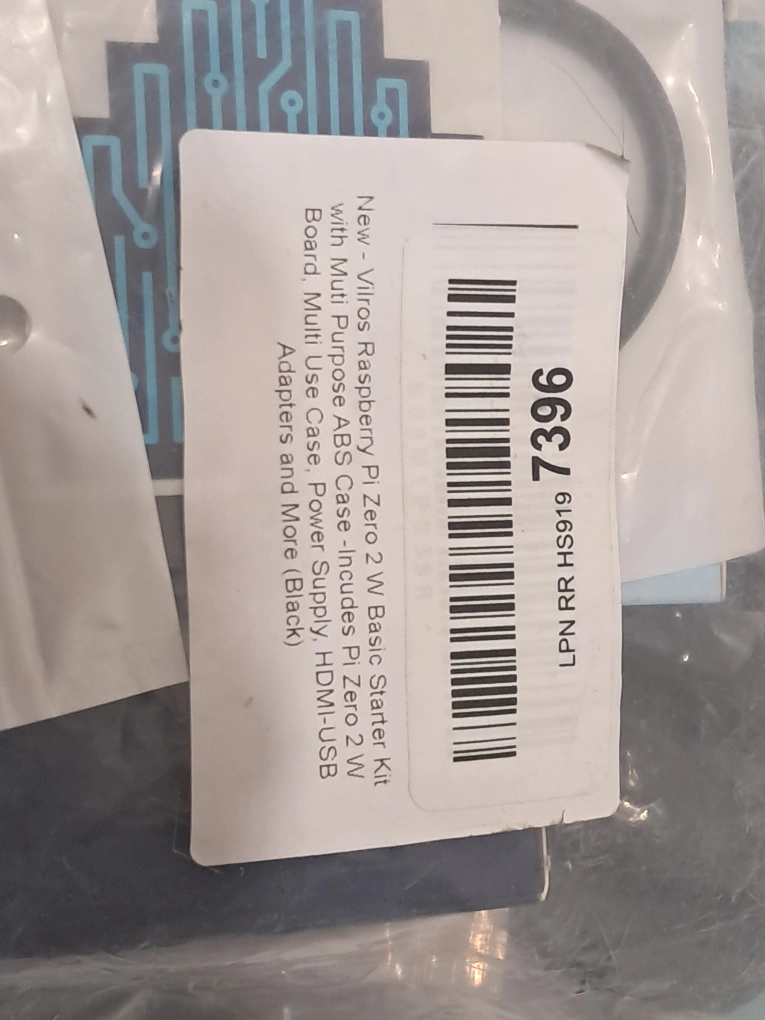 New - Vilros Raspberry Pi Zero 2 W Basic Starter Kit
with Muti Purpose ABS Case -Incudes Pi Zero 2 W
Board, Multi Use Case, Power Supply, HDMI-USB
Adapters and More (Black)
LPN RR HS919 7396